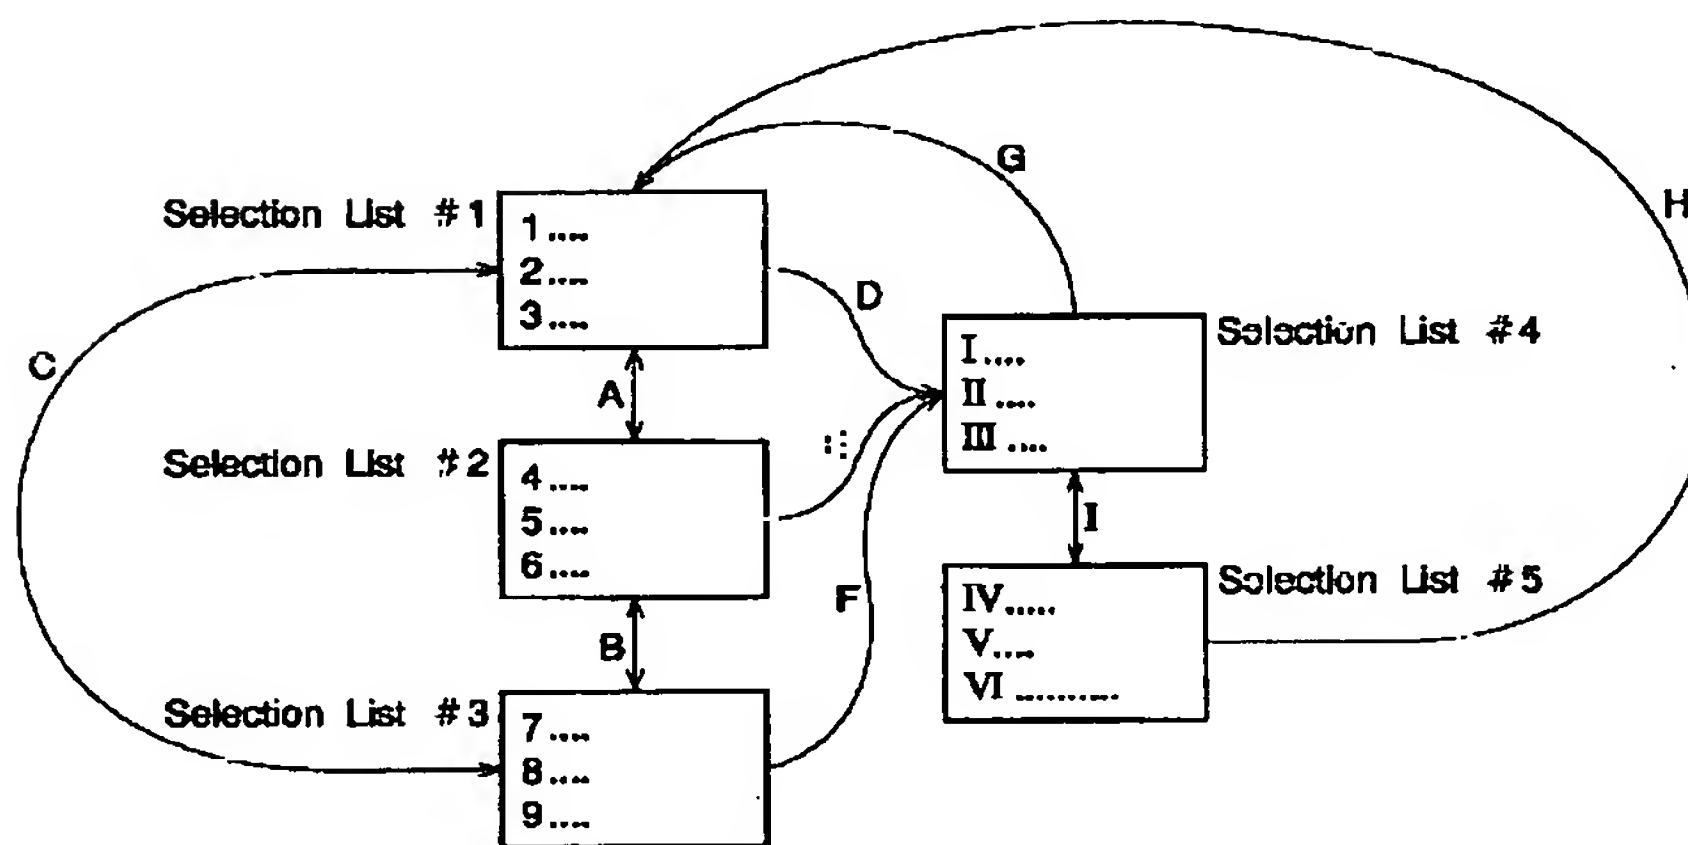 G
H
Selection List #1
1....
2....
3....
D
C
A
Selection List #4
I....
II....
III....
Selection List #2
4....
5....
6....
I
F
B
Selection List #5
IV.....
V....
VI..........
Selection List #3
7....
8....
9....